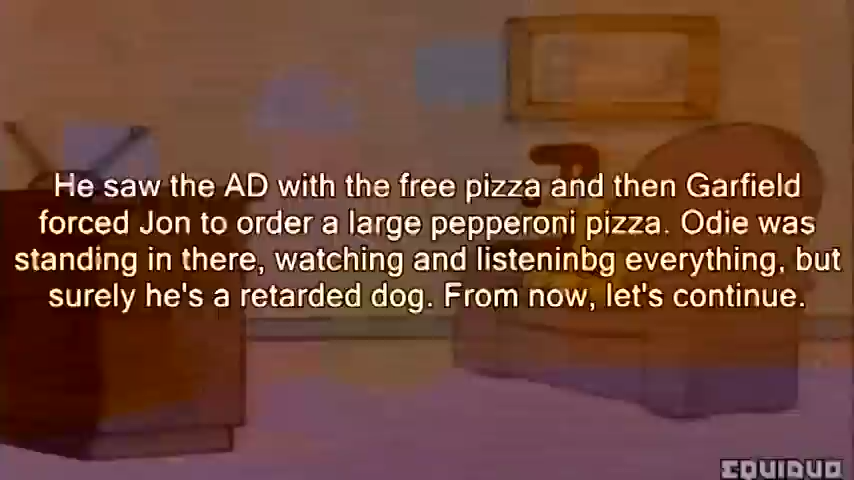 He saw the AD with the free pizza and then Garfield
forced Jon to order a large pepperoni pizza. Odie was
standing in there, watching and listeninbg everything, but
surely he's a retarded dog. From now, let's continue.